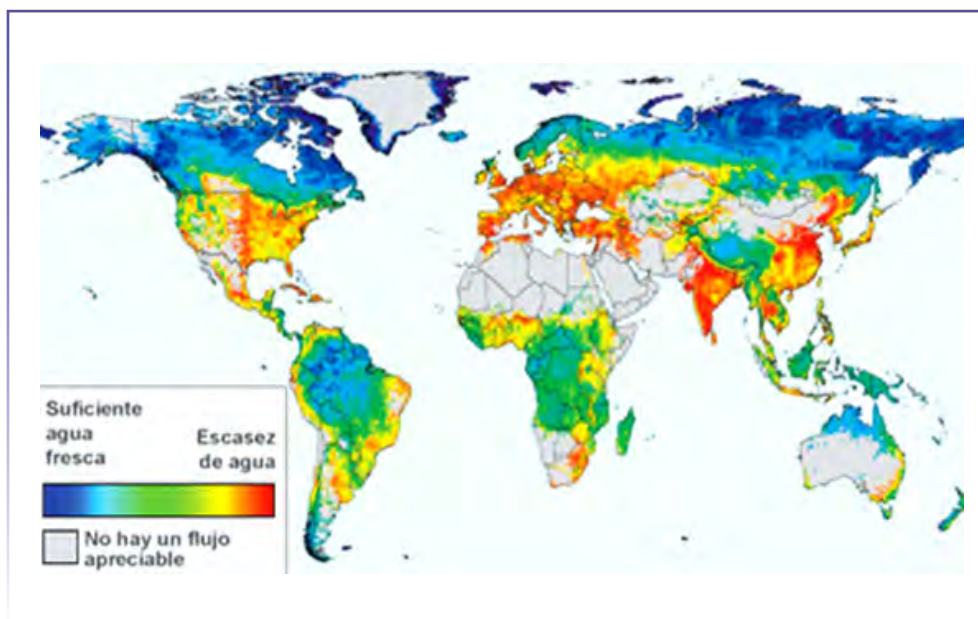 Suficiente
agua
fresca
Escasez
de agua
No hay un flujo
apreciable